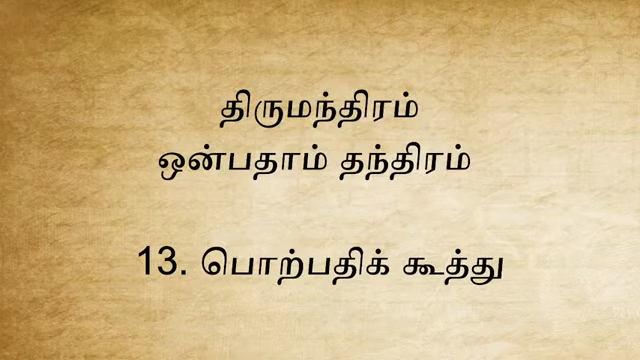 திருமந்திரம்
ஒன்பதாம் தந்திரம்
13. பொற்பதிக் கூத்து